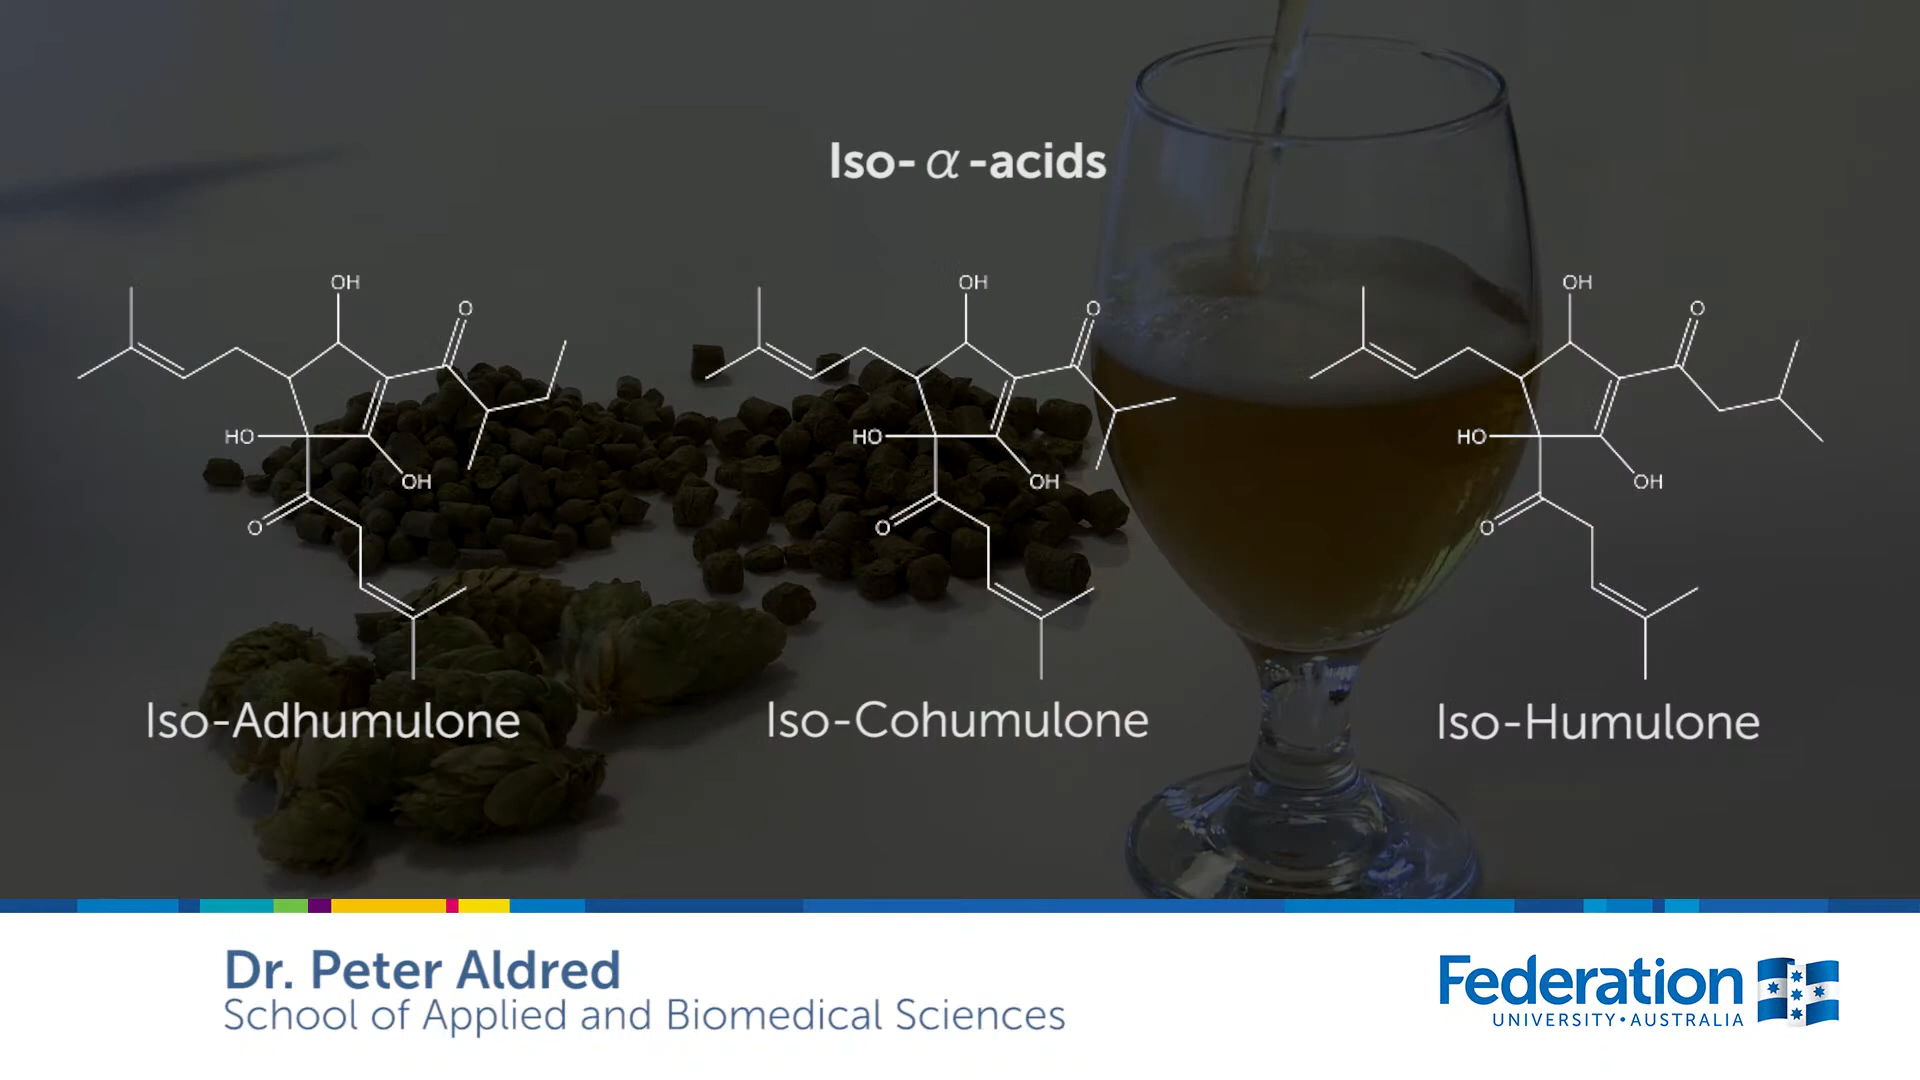 Iso-α-acids
OH
O
HO
OH
O
Iso-Adhumulone
OH
O
HO
OH
O
Iso-Cohumulone
OH
O
HO
OH
O
Iso-Humulone
Dr. Peter Aldred
School of Applied and Biomedical Sciences
Federation
UNIVERSITY•AUSTRALIA